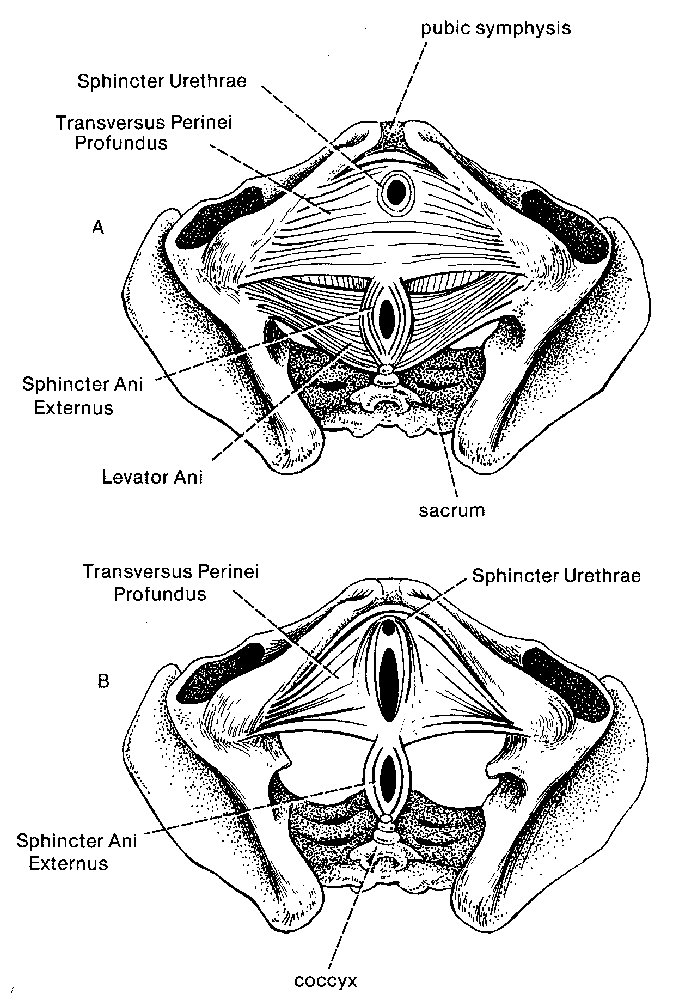 pubic symphysis
Sphincter Urethrae
Transversus Perinei
Profundus
A
Sphincter Ani
Externus
Levator Ani
sacrum
Transversus Perinei
Profundus
Sphincter Urethrae
B
Sphincter Ani
Externus
coccyx